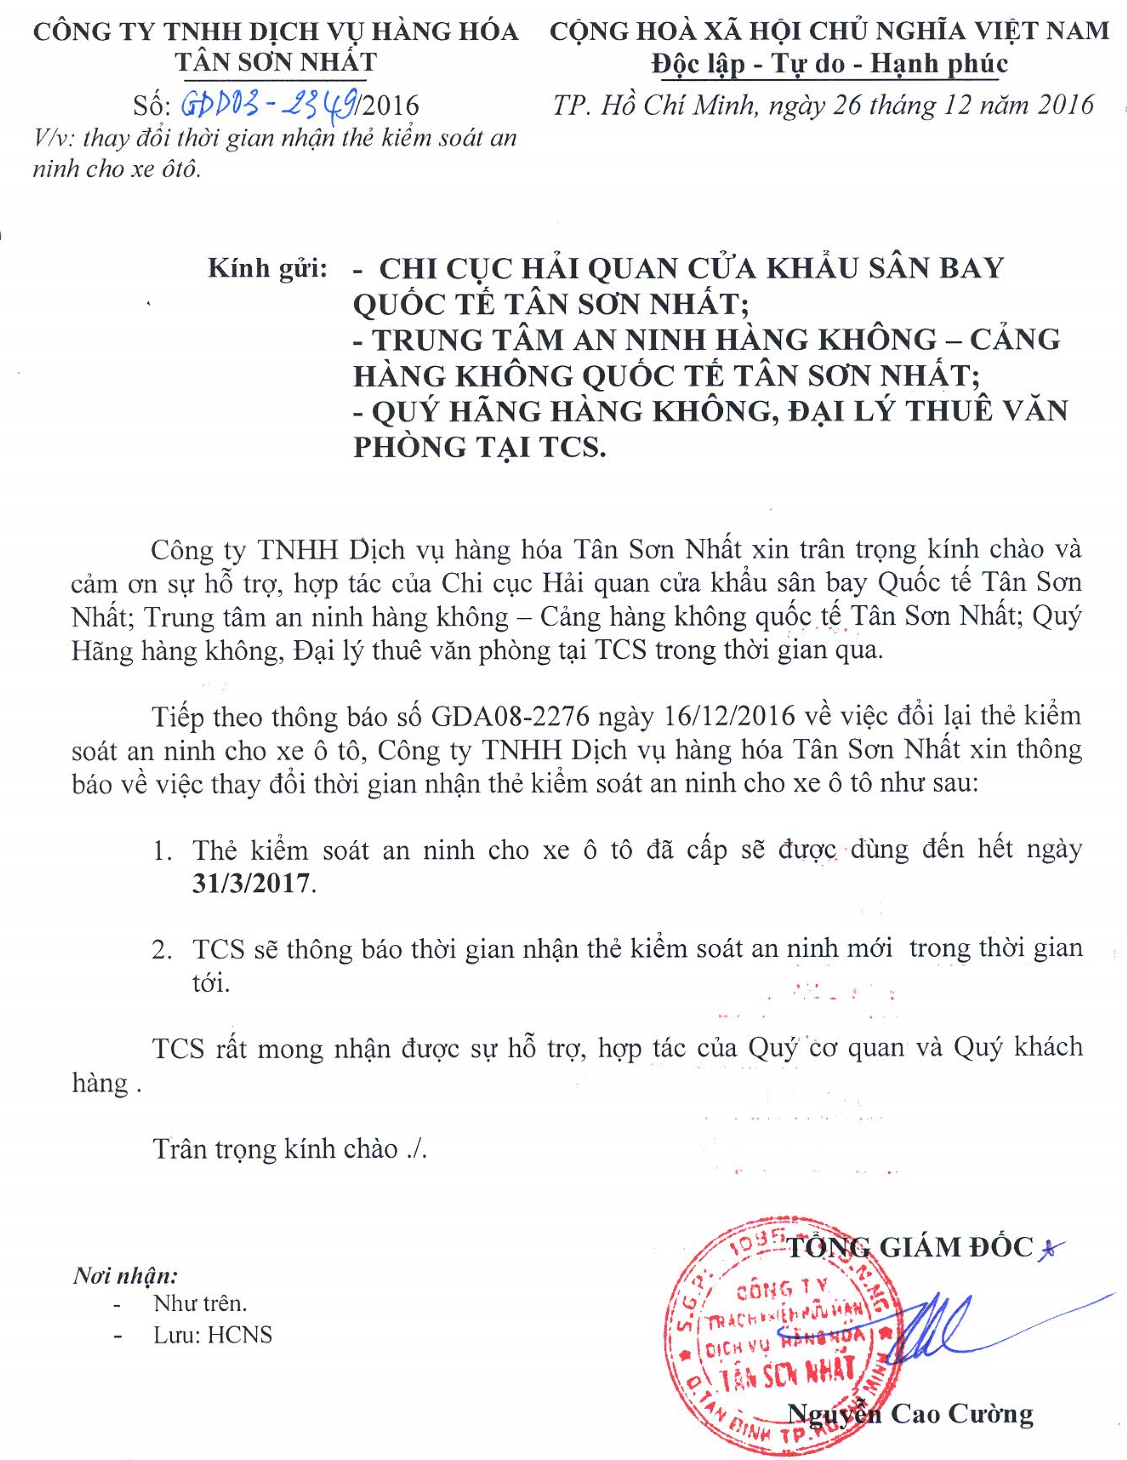 CÔNG TY TNHH DỊCH VỤ HÀNG HÓA
TÂN SƠN NHẤT
Số: GDD03-2349/2016
V/v: thay đổi thời gian nhận thẻ kiểm soát an
ninh cho xe ôtô.
CỘNG HOÀ XÃ HỘI CHỦ NGHĨA VIỆT NAM
Độc lập - Tự do - Hạnh phúc
TP. Hồ Chí Minh, ngày 26 tháng 12 năm 2016
Kính gửi: - CHI CỤC HẢI QUAN CỬA KHẨU SÂN BAY
QUỐC TẾ TÂN SƠN NHẤT;
- TRUNG TÂM AN NINH HÀNG KHÔNG – CẢNG
HÀNG KHÔNG QUỐC TẾ TÂN SƠN NHẤT;
- QUÝ HÃNG HÀNG KHÔNG, ĐẠI LÝ THUÊ VĂN
PHÒNG TẠI TCS.
Công ty TNHH Dịch vụ hàng hóa Tân Sơn Nhất xin trân trọng kính chào và
cảm ơn sự hỗ trợ, hợp tác của Chi cục Hải quan cửa khẩu sân bay Quốc tế Tân Sơn
Nhất; Trung tâm an ninh hàng không – Cảng hàng không quốc tế Tân Sơn Nhất; Quý
Hãng hàng không, Đại lý thuê văn phòng tại TCS trong thời gian qua.
Tiếp theo thông báo số GDA08-2276 ngày 16/12/2016 về việc đổi lại thẻ kiểm
soát an ninh cho xe ô tô, Công ty TNHH Dịch vụ hàng hóa Tân Sơn Nhất xin thông
báo về việc thay đổi thời gian nhận thẻ kiểm soát an ninh cho xe ô tô như sau:
1. Thẻ kiểm soát an ninh cho xe ô tô đã cấp sẽ được dùng đến hết ngày
31/3/2017.
2. TCS sẽ thông báo thời gian nhận thẻ kiểm soát an ninh mới trong thời gian
tới.
TCS rất mong nhận được sự hỗ trợ, hợp tác của Quý cơ quan và Quý khách
hàng .
Trân trọng kính chào ./.
TỔNG GIÁM ĐỐC
Nơi nhận:
- Như trên.
- Lưu: HCNS
CÔNG TY
TRÁCH NHIỆM HỮU HẠN
DỊCH VỤ HÀNG HÓA
TÂN SƠN NHẤT
Q.TÂN BÌNH TP.HỒ CHÍ MINH
Nguyễn Cao Cường